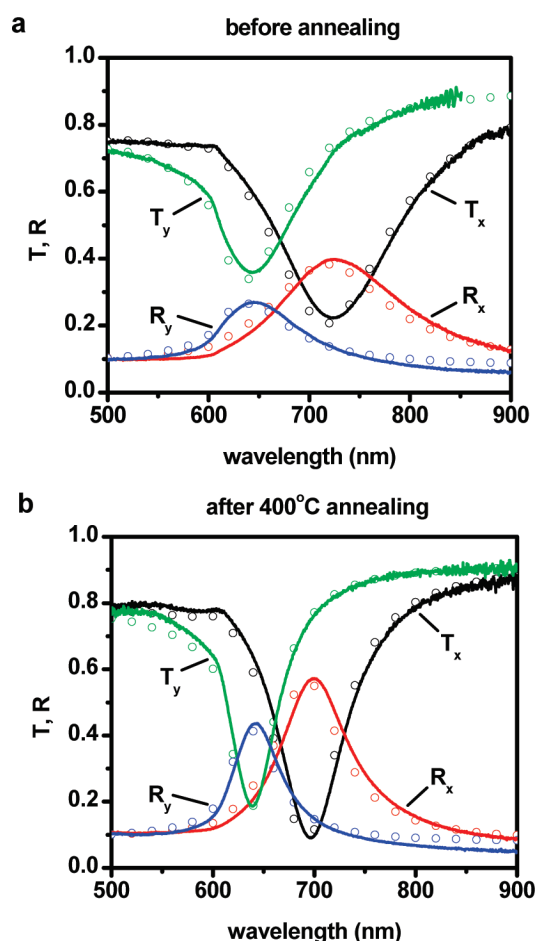 a
before annealing
1.0
0.8
0.6
0.4
0.2
0.0
T, R
T_y
T_x
R_y
R_x
500 600 700 800 900
wavelength (nm)
b
after 400°C annealing
1.0
0.8
0.6
0.4
0.2
0.0
T, R
T_y
T_x
R_y
R_x
500 600 700 800 900
wavelength (nm)